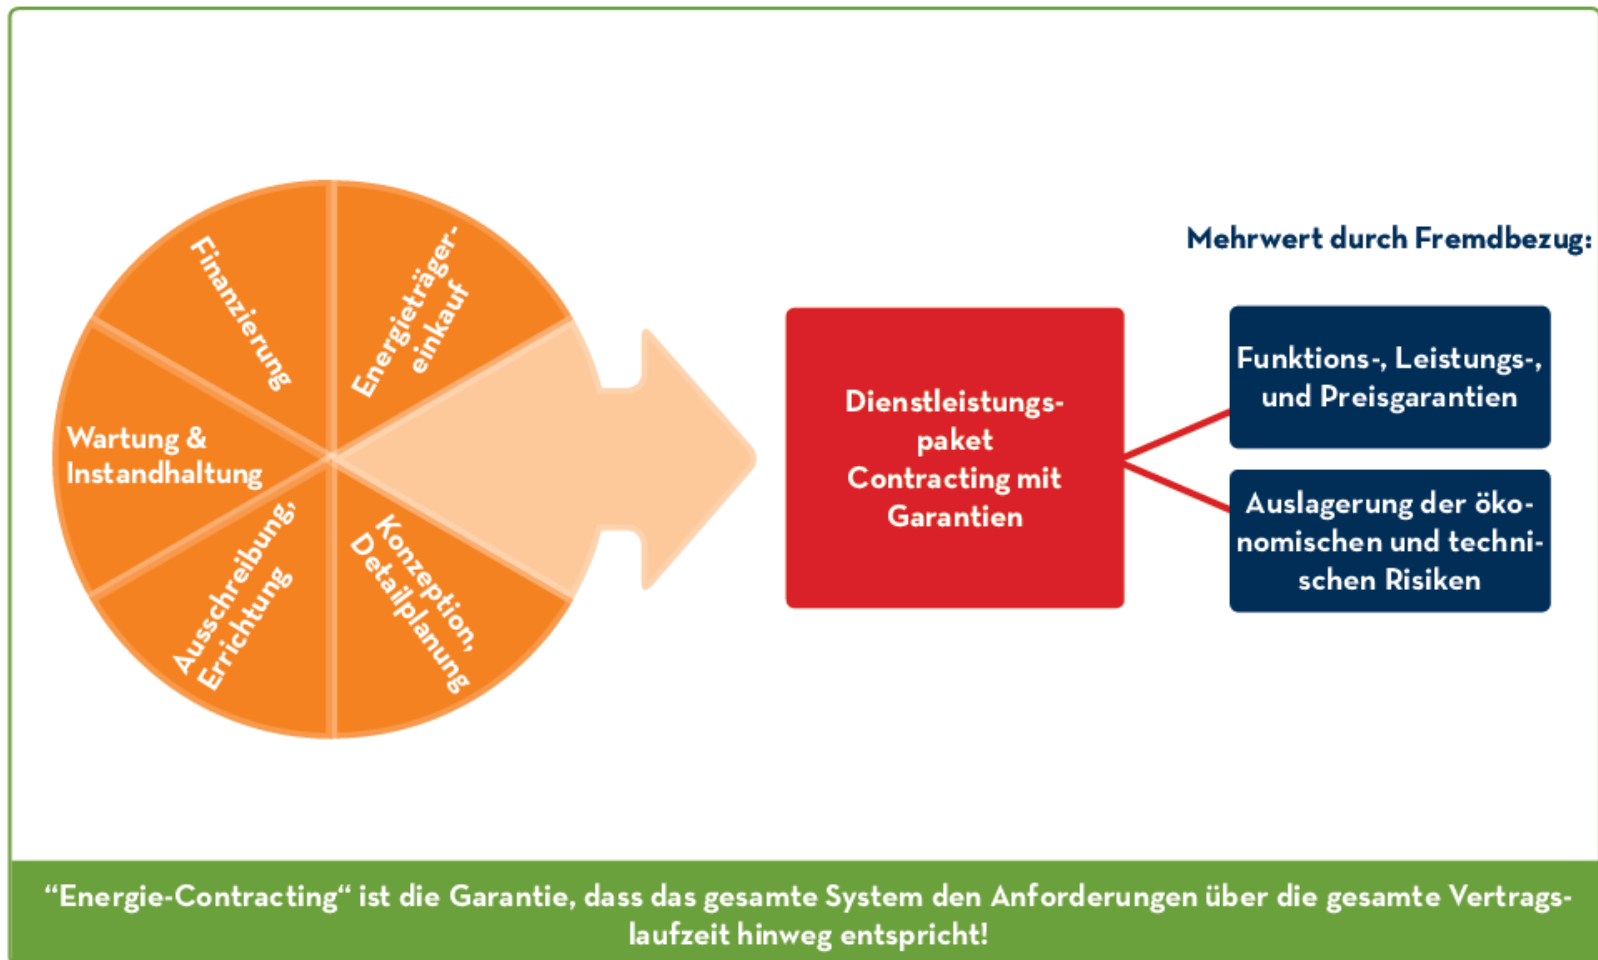 Finanzierung
Energieträger-
einkauf
Wartung &
Instandhaltung
Ausschreibung,
Errichtung
Konzeption,
Detailplanung
Dienstleistungs-
paket
Contracting mit
Garantien
Mehrwert durch Fremdbezug:
Funktions-, Leistungs-,
und Preisgarantien
Auslagerung der öko-
nomischen und techni-
schen Risiken
“Energie-Contracting“ ist die Garantie, dass das gesamte System den Anforderungen über die gesamte Vertrags-
laufzeit hinweg entspricht!